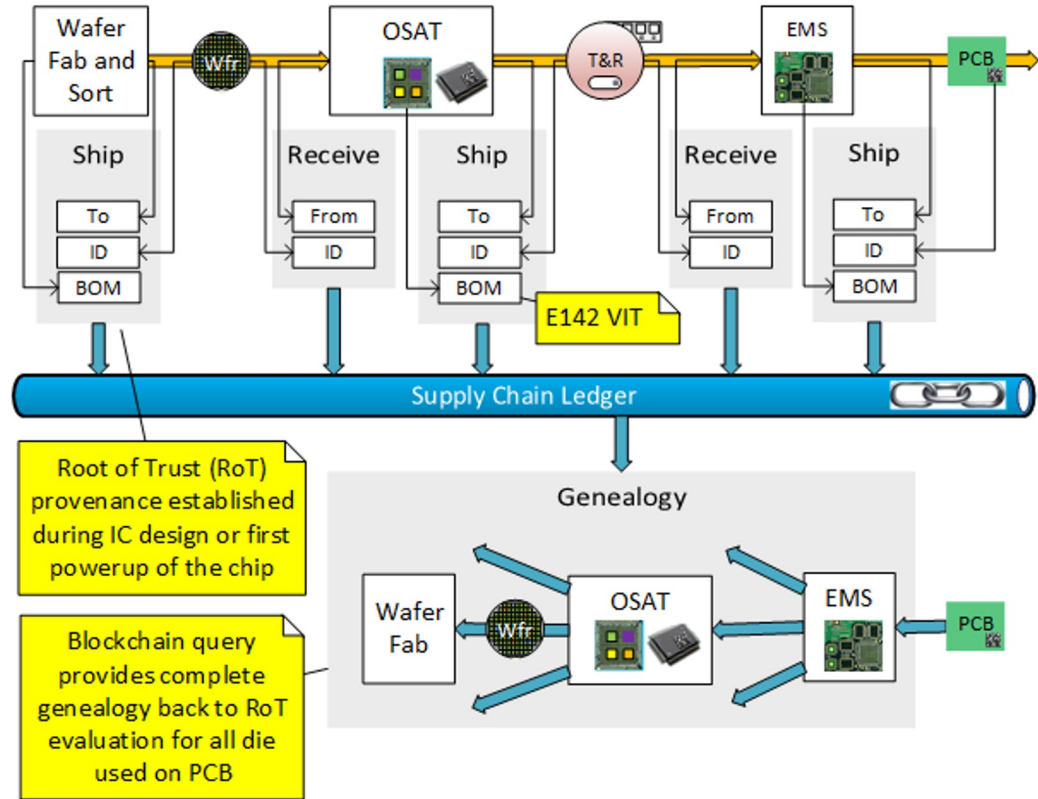 Wafer
Fab and
Sort
Wfr
OSAT
T&R
EMS
PCB
Ship
To
ID
BOM
Receive
From
ID
Ship
To
ID
BOM
E142 VIT
Receive
From
ID
Ship
To
ID
BOM
Supply Chain Ledger
Root of Trust (RoT)
provenance established
during IC design or first
powerup of the chip
Blockchain query
provides complete
genealogy back to RoT
evaluation for all die
used on PCB
Genealogy
Wafer
Fab
Wfr
OSAT
EMS
PCB